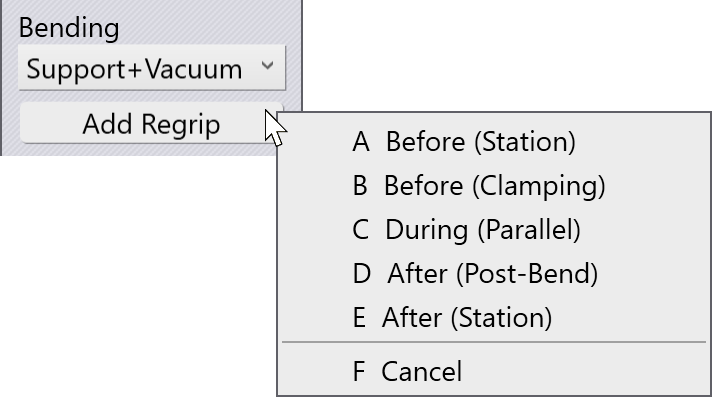 Bending
Support+Vacuum
Add Regrip
A Before (Station)
B Before (Clamping)
C During (Parallel)
D After (Post-Bend)
E After (Station)
F Cancel